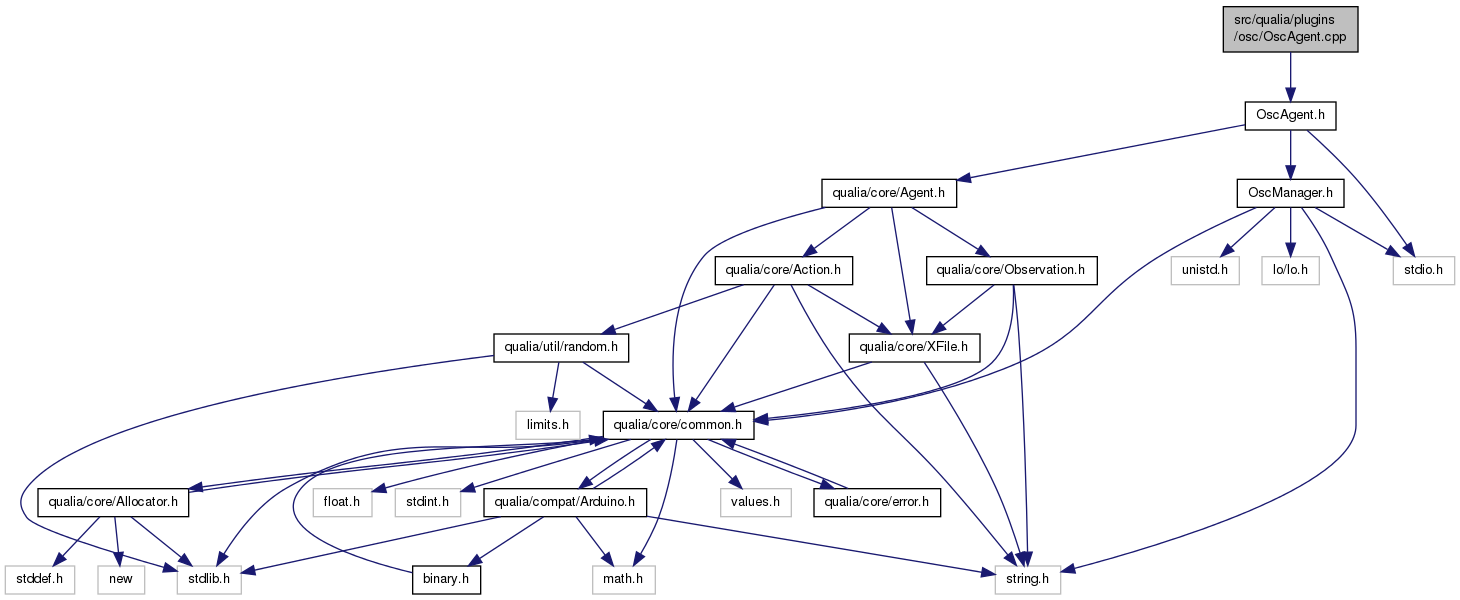 src/qualia/plugins
/osc/OscAgent.cpp
OscAgent.h
qualia/core/Agent.h
OscManager.h
qualia/core/Action.h
qualia/core/Observation.h
unistd.h
lo/lo.h
stdio.h
qualia/util/random.h
qualia/core/XFile.h
limits.h
qualia/core/common.h
qualia/core/Allocator.h
float.h
stdint.h
qualia/compat/Arduino.h
values.h
qualia/core/error.h
stddef.h
new
stdlib.h
binary.h
math.h
string.h